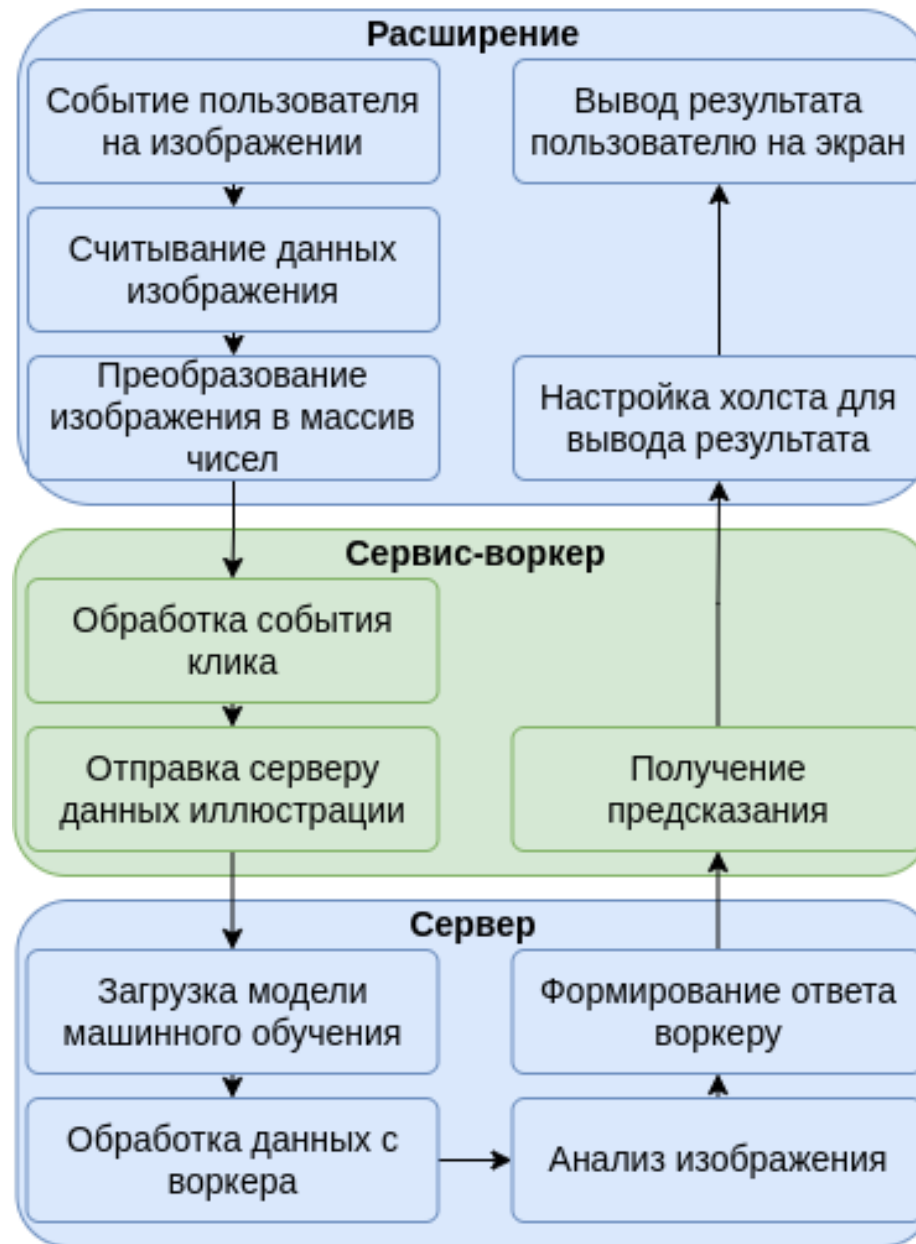 Расширение
Событие пользователя
на изображении
Считывание данных
изображения
Преобразование
изображения в массив
чисел
Вывод результата
пользователю на экран
Настройка холста для
вывода результата
Сервис-воркер
Обработка события
клика
Отправка серверу
данных иллюстрации
Получение
предсказания
Сервер
Загрузка модели
машинного обучения
Обработка данных с
воркера
Формирование ответа
воркеру
Анализ изображения